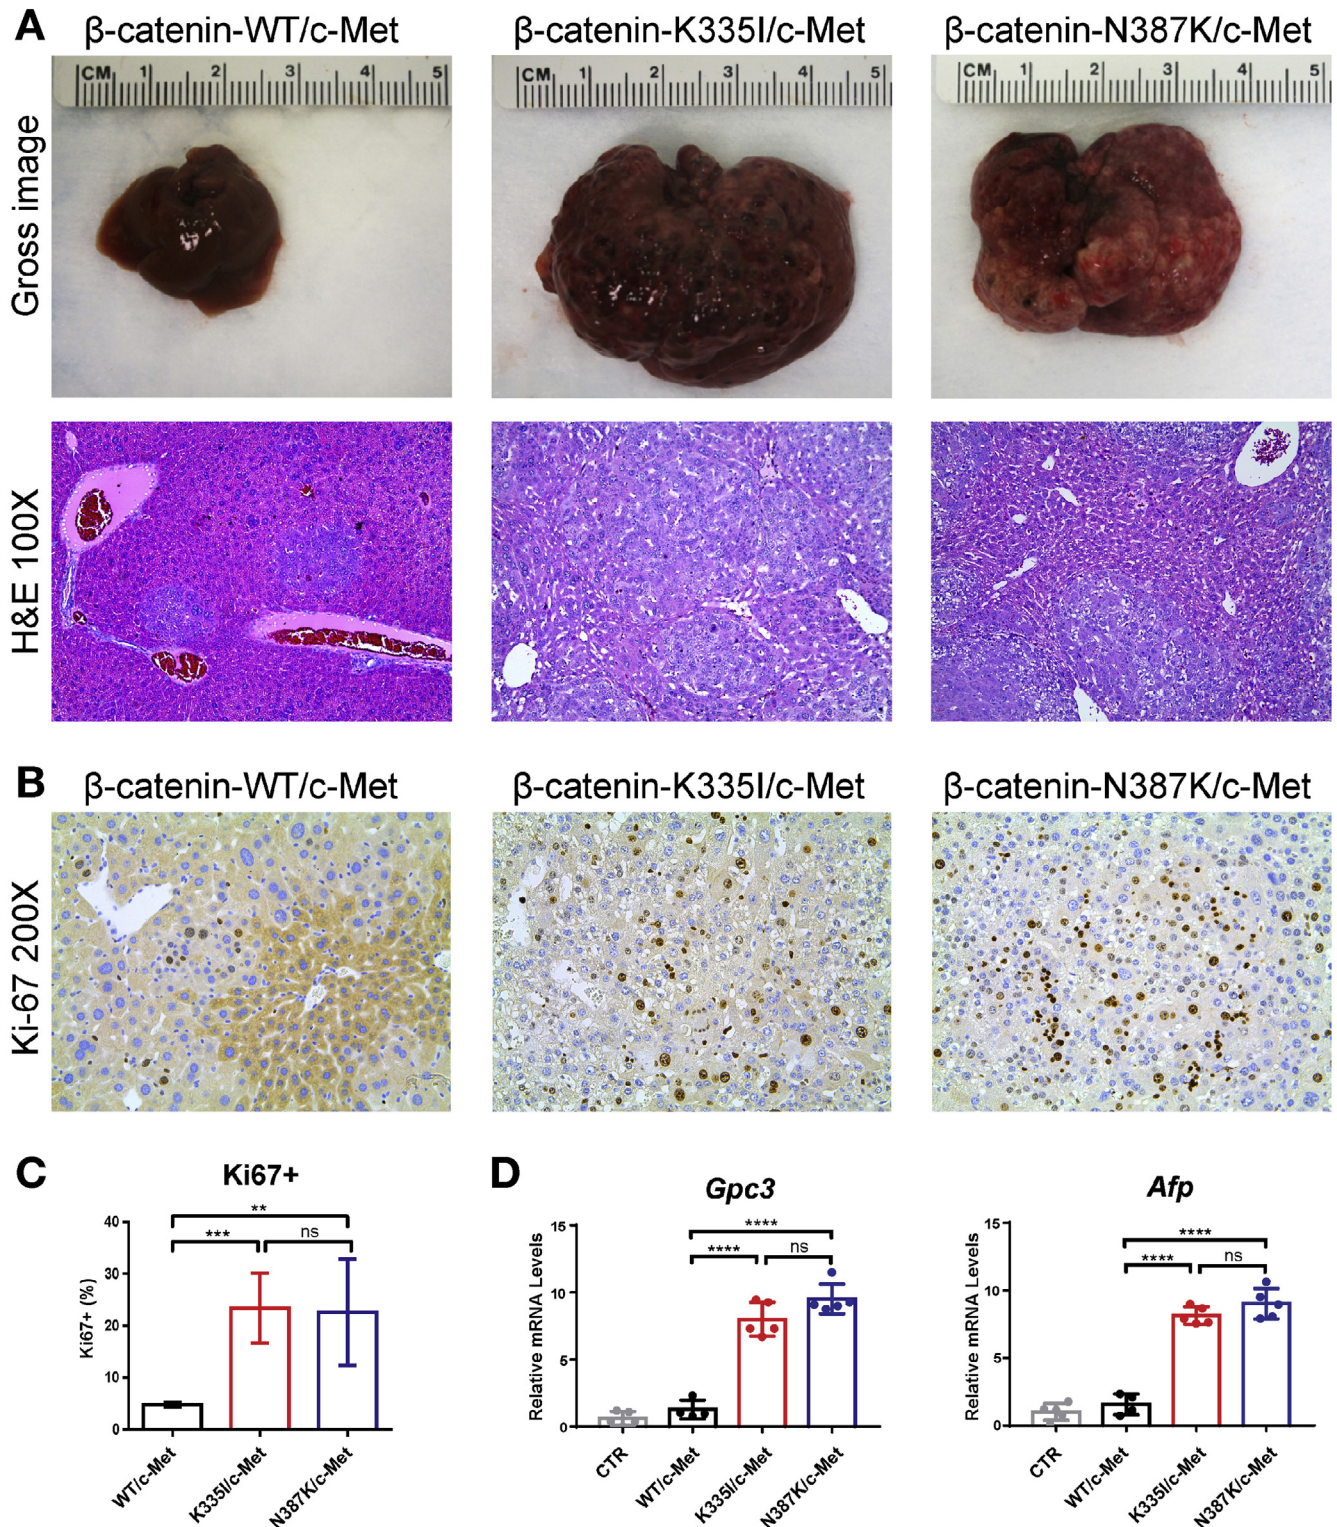 A
β-catenin-WT/c-Met
β-catenin-K335I/c-Met
β-catenin-N387K/c-Met
Gross image
CM 1 2 3 4 5
CM 1 2 3 4 5
CM 1 2 3 4 5
H&E 100X
B
β-catenin-WT/c-Met
β-catenin-K335I/c-Met
β-catenin-N387K/c-Met
Ki-67 200X
C
Ki67+
Ki67+ (%)
40
30
20
10
0
**
***
ns
WT/c-Met
K335I/c-Met
N387K/c-Met
D
Gpc3
Relative mRNA Levels
15
10
5
0
****
****
ns
CTR
WT/c-Met
K335I/c-Met
N387K/c-Met
Afp
Relative mRNA Levels
15
10
5
0
****
****
ns
CTR
WT/c-Met
K335I/c-Met
N387K/c-Met